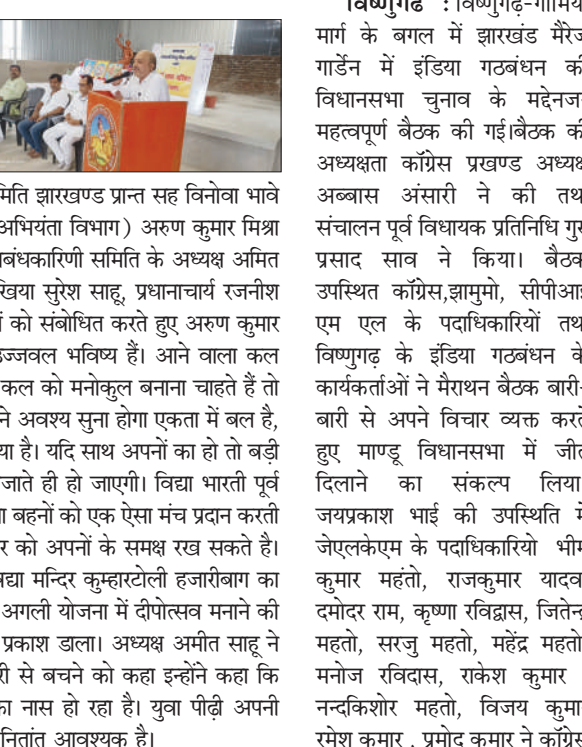 मिति झारखण्ड प्रान्त सह विनोवा भावे
अभियंता विभाग) अरुण कुमार मिश्रा
बंधकारिणी समिति के अध्यक्ष अमित
खिया सुरेश साहू, प्रधानाचार्य रजनीश
ं को संबोधित करते हुए अरुण कुमार
उज्जवल भविष्य हैं। आने वाला कल
कल को मनोकुल बनाना चाहते हैं तो
ने अवश्य सुना होगा एकता में बल है,
या है। यदि साथ अपनों का हो तो बड़ी
जाते ही हो जाएगी। विद्या भारती पूर्व
ा बहनों को एक ऐसा मंच प्रदान करती
र को अपनों के समक्ष रख सकते है।
द्या मन्दिर कुम्हारटोली हजारीबाग का
अगली योजना में दीपोत्सव मनाने की
प्रकाश डाला। अध्यक्ष अमीत साहू ने
री से बचने को कहा इन्होंने कहा कि
का नास हो रहा है। युवा पीढ़ी अपनी
नितांत आवश्यक है।
विष्णुगढ : विष्णुगढ़-गोमिय
मार्ग के बगल में झारखंड मैरेज
गार्डेन में इंडिया गठबंधन की
विधानसभा चुनाव के मद्देनजर
महत्वपूर्ण बैठक की गई।बैठक की
अध्यक्षता कॉग्रेस प्रखण्ड अध्यक्ष
अब्बास अंसारी ने की तथ
संचालन पूर्व विधायक प्रतिनिधि गुरु
प्रसाद साव ने किया। बैठक
उपस्थित कॉग्रेस,झामुमो, सीपीआई
एम एल के पदाधिकारियों तथ
विष्णुगढ़ के इंडिया गठबंधन के
कार्यकर्ताओं ने मैराथन बैठक बारी-
बारी से अपने विचार व्यक्त करते
हुए माण्डू विधानसभा में जीत
दिलाने का संकल्प लिया
जयप्रकाश भाई की उपस्थिति में
जेएलकेएम के पदाधिकारियो भीम
कुमार महंतो, राजकुमार यादव
दमोदर राम, कृष्णा रविद्वास, जितेन्द्र
महतो, सरजु महतो, महेंद्र महतो
मनोज रविदास, राकेश कुमार
नन्दकिशोर महतो, विजय कुमा
रमेश कुमार , प्रमोद कुमार ने कॉग्रेस